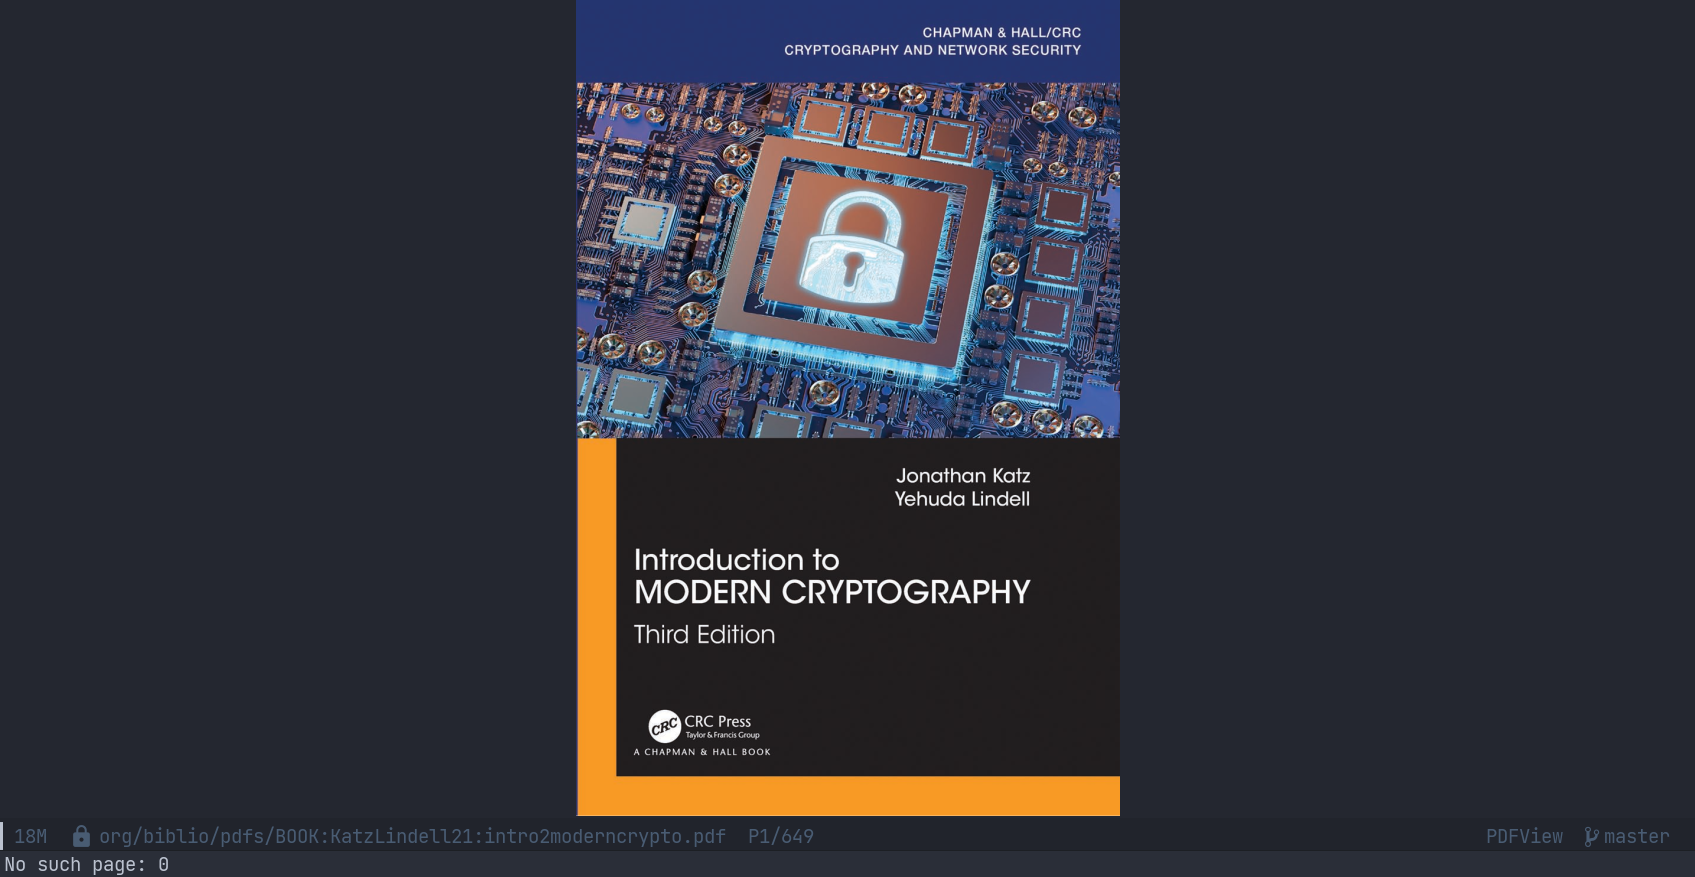 CHAPMAN & HALL/CRC
CRYPTOGRAPHY AND NETWORK SECURITY
Jonathan Katz
Yehuda Lindell
Introduction to
MODERN CRYPTOGRAPHY
Third Edition
CRC CRC Press
Taylor & Francis Group
A CHAPMAN & HALL BOOK
18M org/biblio/pdfs/BOOK:KatzLindell21:intro2moderncrypto.pdf P1/649 PDFView master
No such page: 0